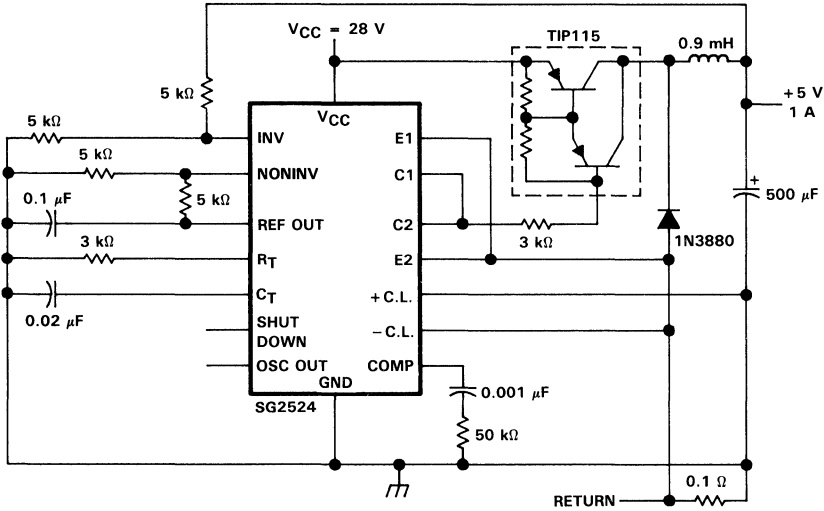 V_CC = 28 V
TIP115
0.9 mH
5 kΩ
+5 V
1 A
5 kΩ
V_CC
INV
E1
5 kΩ
NONINV
C1
0.1 μF
5 kΩ
REF OUT
C2
500 μF
+
3 kΩ
3 kΩ
R_T
E2
1N3880
C_T
+C.L.
0.02 μF
SHUT
DOWN
−C.L.
OSC OUT
COMP
GND
0.001 μF
SG2524
50 kΩ
0.1 Ω
RETURN